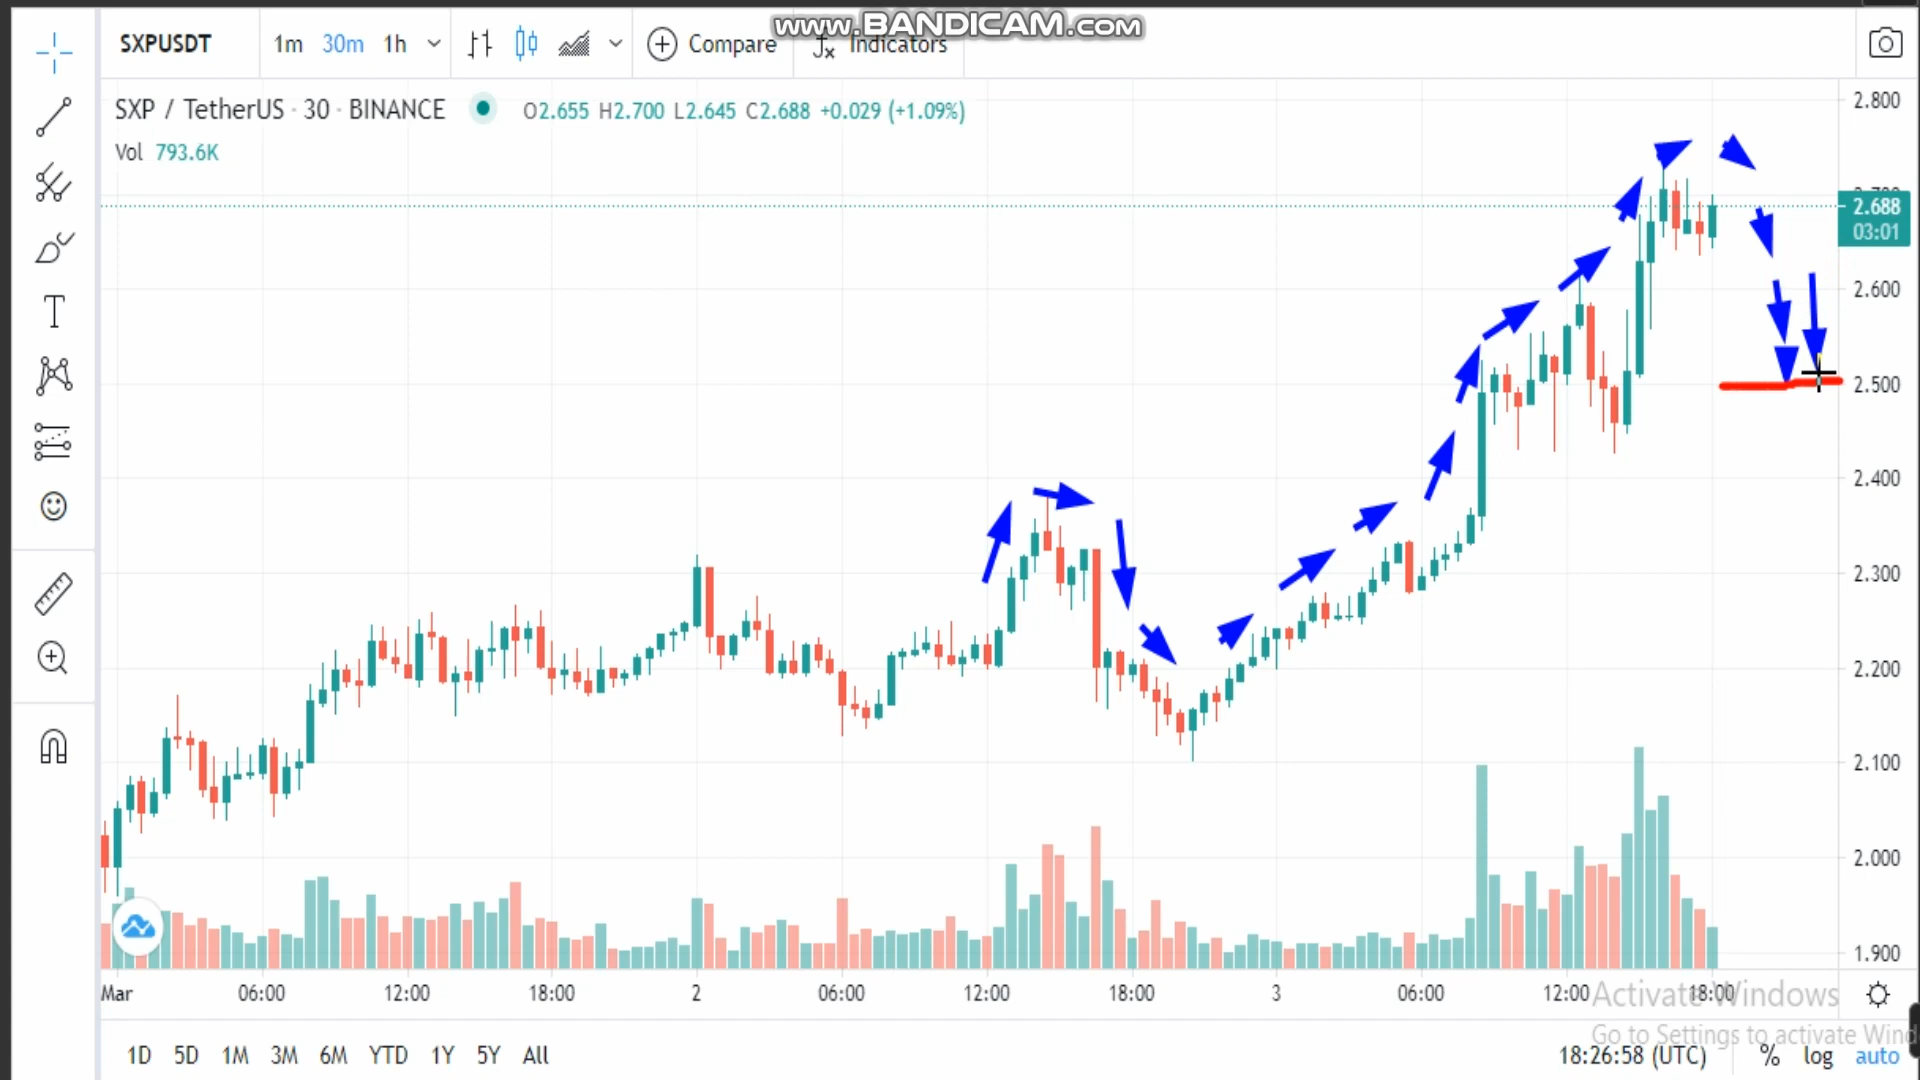 www.BANDICAM.com
SXPUSDT 1m 30m 1h Compare Indicators
SXP / TetherUS · 30 · BINANCE O2.655 H2.700 L2.645 C2.688 +0.029 (+1.09%)
Vol 793.6K
2.800
2.700
2.688
03:01
2.600
2.500
2.400
2.300
2.200
2.100
2.000
1.900
Mar 06:00 12:00 18:00 2 06:00 12:00 18:00 3 06:00 12:00 18:00
Activate Windows
Go to Settings to activate Wind
1D 5D 1M 3M 6M YTD 1Y 5Y All 18:26:58 (UTC) % log auto